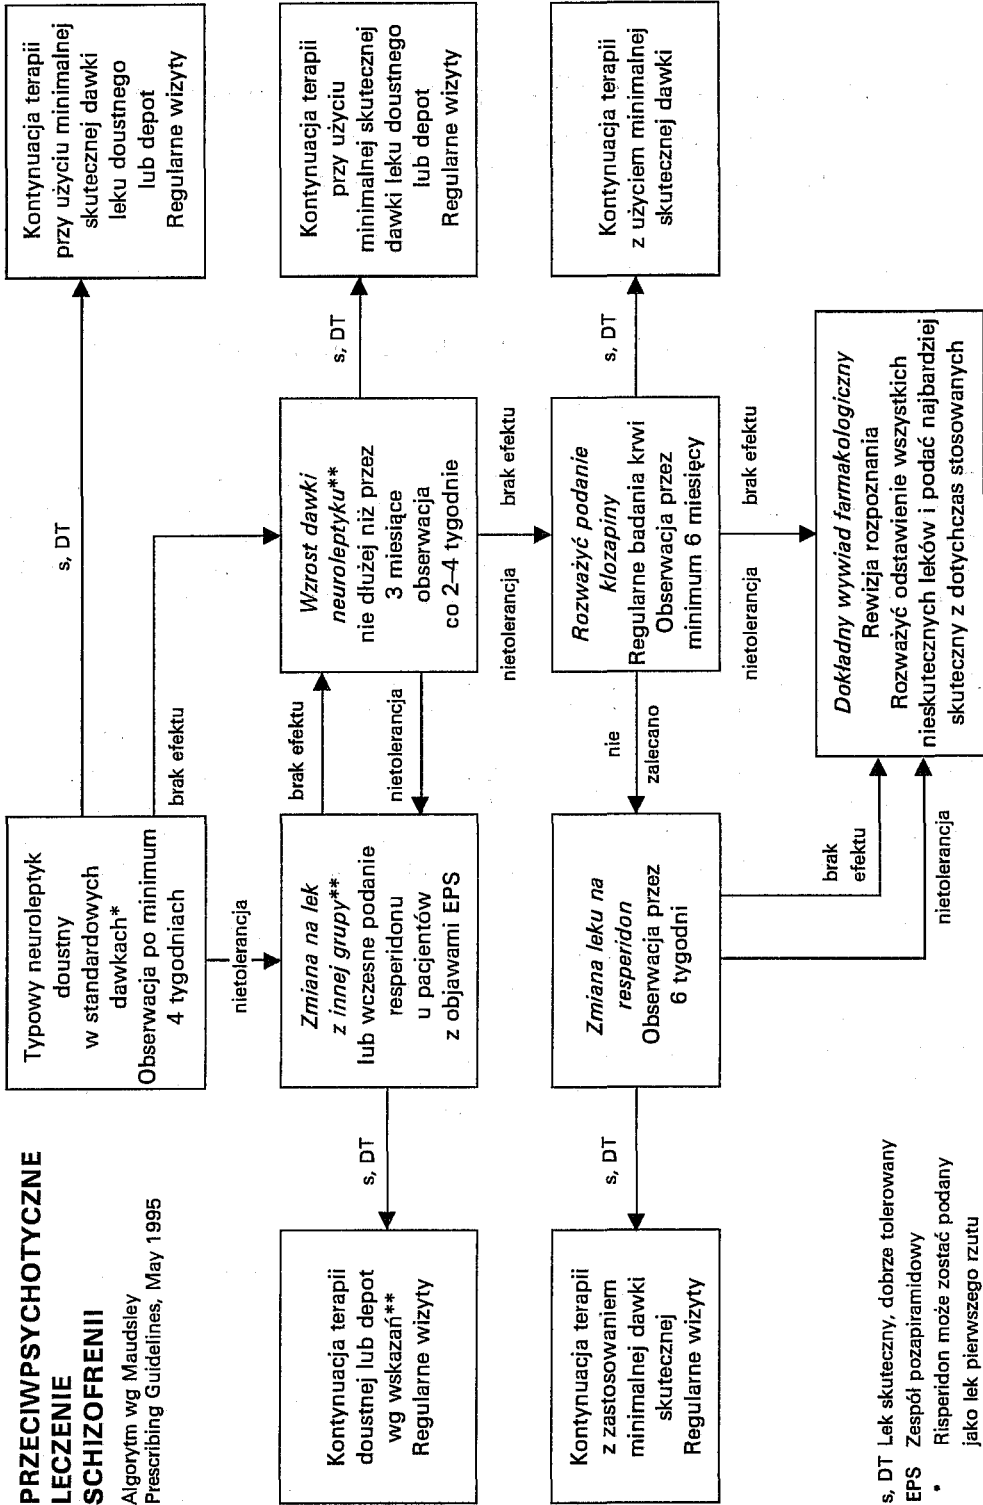 PRZECIWPSYCHOTYCZNE
LECZENIE
SCHIZOFRENII
Algorytm wg Maudsley
Prescribing Guidelines, May 1995
Typowy neuroleptyk
doustny
w standardowych
dawkach*
Obserwacja po minimum
4 tygodniach
s, DT
Kontynuacja terapii
przy użyciu minimalnej
skutecznej dawki
leku doustnego
lub depot
Regularne wizyty
brak efektu
nietolerancja
Kontynuacja terapii
doustnej lub depot
wg wskazań**
Regularne wizyty
s, DT
Zmiana na lek
z innej grupy**
lub wczesne podanie
resperidonu
u pacjentów
z objawami EPS
brak efektu
nietolerancja
Wzrost dawki
neuroleptyku**
nie dłużej niż przez
3 miesiące
obserwacja
co 2–4 tygodnie
s, DT
Kontynuacja terapii
przy użyciu
minimalnej skutecznej
dawki leku doustnego
lub depot
Regularne wizyty
nietolerancja
brak efektu
Kontynuacja terapii
z zastosowaniem
minimalnej dawki
skutecznej
Regularne wizyty
s, DT
Zmiana leku na
resperidon
Obserwacja przez
6 tygodni
nie
zalecano
Rozważyć podanie
klozapiny
Regularne badania krwi
Obserwacja przez
minimum 6 miesięcy
s, DT
Kontynuacja terapii
z użyciem minimalnej
skutecznej dawki
nietolerancja
brak efektu
brak
efektu
nietolerancja
Dokładny wywiad farmakologiczny
Rewizja rozpoznania
Rozważyć odstawienie wszystkich
nieskutecznych leków i podać najbardziej
skuteczny z dotychczas stosowanych
s, DT Lek skuteczny, dobrze tolerowany
EPS Zespół pozapiramidowy
* Risperidon może zostać podany
jako lek pierwszego rzutu